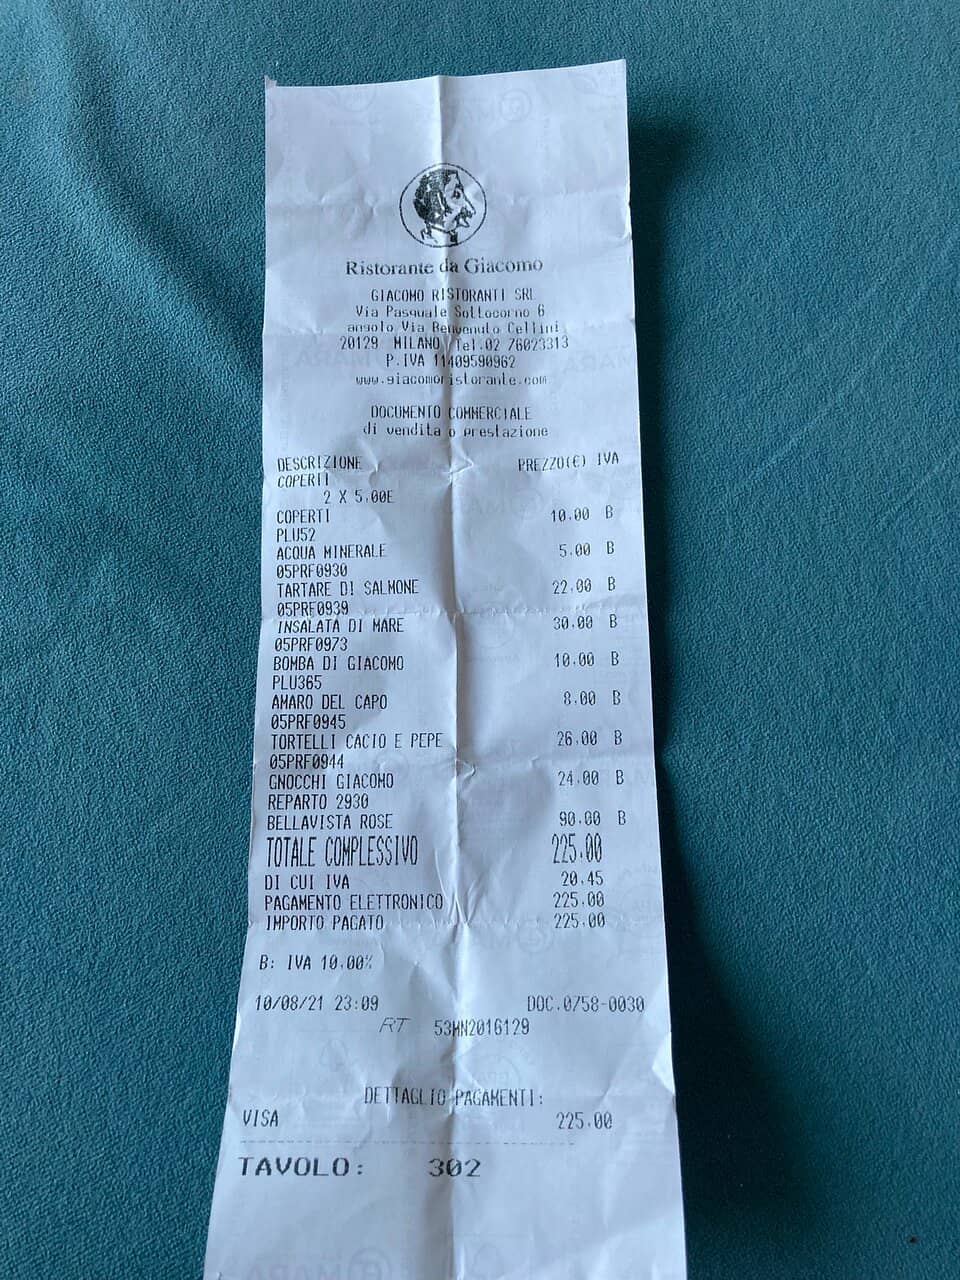 Ristorante da Giacomo
GIACOMO RISTORANTI SRL
Via Pasquale Sottocorno 6
angolo Via Benvenuto Cellini
20129 MILANO Tel.02 76023313
P.IVA 11409590962
www.giacomoristorante.com
DOCUMENTO COMMERCIALE
di vendita o prestazione
DESCRIZIONE PREZZO(€) IVA
COPERTI
2 X 5.00E
COPERTI 10.00 B
PLU52
ACQUA MINERALE 5.00 B
05PRF0930
TARTARE DI SALMONE 22.00 B
05PRF0939
INSALATA DI MARE 30.00 B
05PRF0973
BOMBA DI GIACOMO 10.00 B
PLU365
AMARO DEL CAPO 8.00 B
05PRF0945
TORTELLI CACIO E PEPE 26.00 B
05PRF0944
GNOCCHI GIACOMO 24.00 B
REPARTO 2930
BELLAVISTA ROSE 90.00 B
TOTALE COMPLESSIVO 225.00
DI CUI IVA 20.45
PAGAMENTO ELETTRONICO 225.00
IMPORTO PAGATO 225.00
B: IVA 10.00%
10/08/21 23:09 DOC.0758-0030
RT 53MN2016129
DETTAGLIO PAGAMENTI:
VISA 225.00
TAVOLO: 302